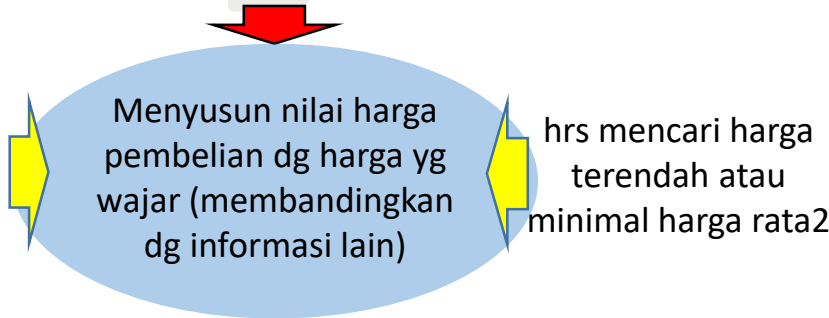 Menyusun nilai harga
pembelian dg harga yg
wajar (membandingkan
dg informasi lain)
hrs mencari harga
terendah atau
minimal harga rata2